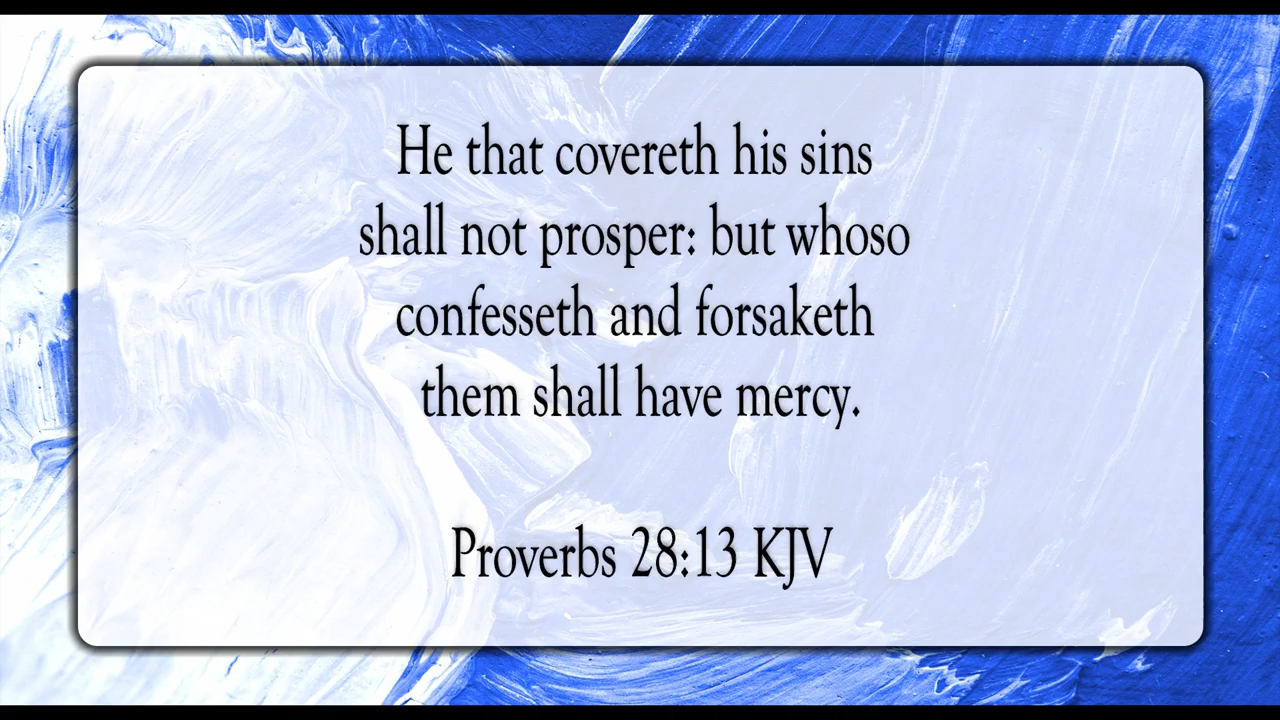 He that covereth his sins
shall not prosper: but whoso
confesseth and forsaketh
them shall have mercy.
Proverbs 28:13 KJV